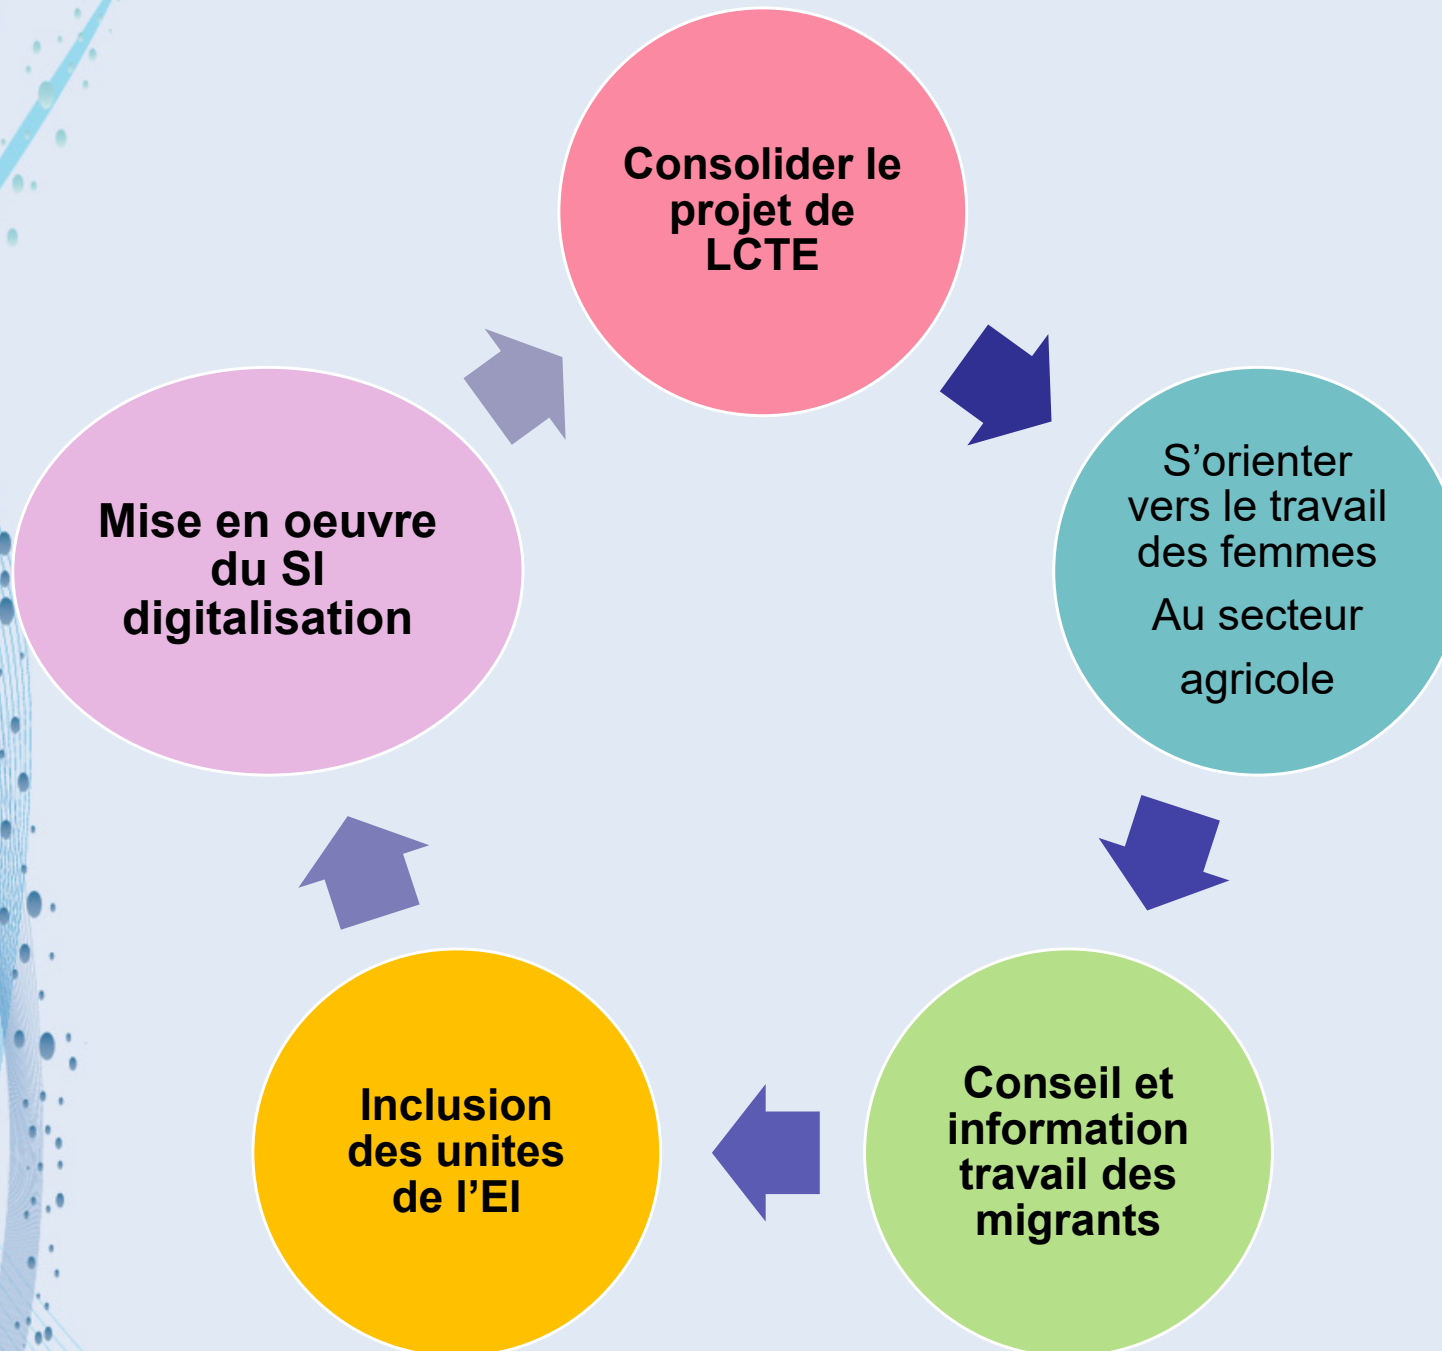 Consolider le
projet de
LCTE
S’orienter
vers le travail
des femmes
Au secteur
agricole
Conseil et
information
travail des
migrants
Inclusion
des unites
de l’EI
Mise en oeuvre
du SI
digitalisation